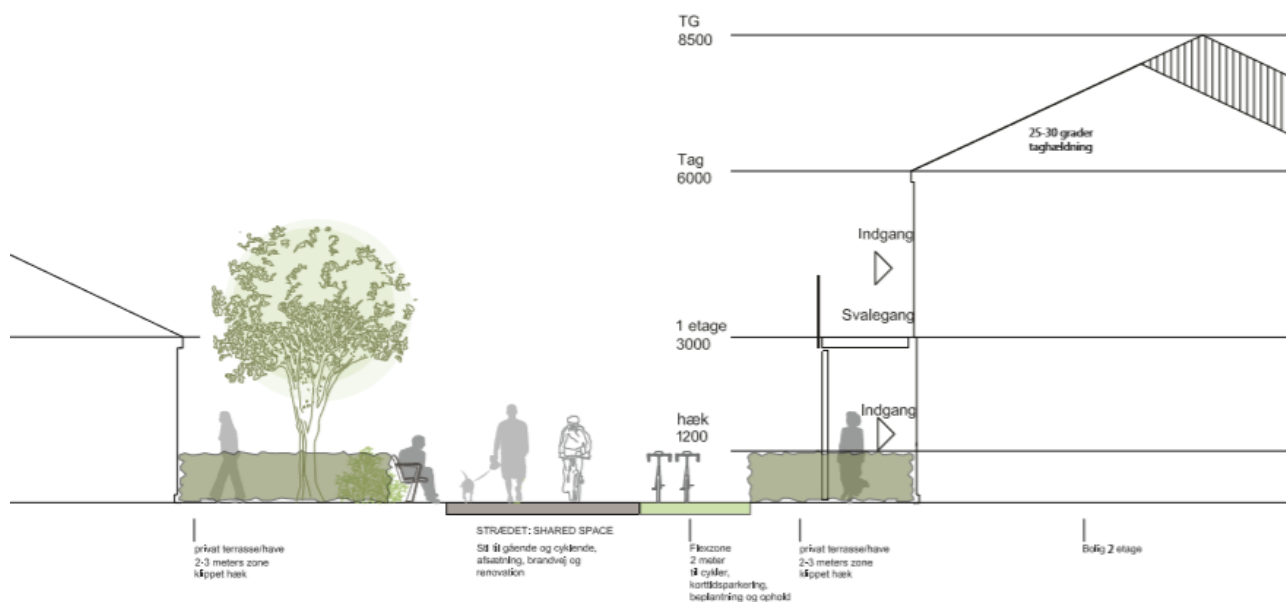 TG
8500
25-30 grader
taghældning
Tag
6000
Indgang
Svalegang
1 etage
3000
hæk
1200
Indgang
STRÆDET: SHARED SPACE
Sti til gående og cyklende,
afsætning, brandvej og
renovation
privat terrasse/have
2-3 meters zone
klippet hæk
Flexzone
2 meter
til cykler,
korttidsparkering,
beplantning og ophold
privat terrasse/have
2-3 meters zone
klippet hæk
Bolig 2 etage